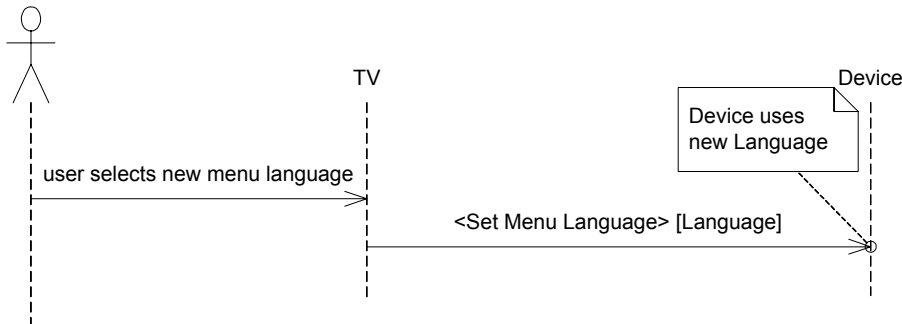 TV
Device
Device uses
new Language
user selects new menu language
<Set Menu Language> [Language]